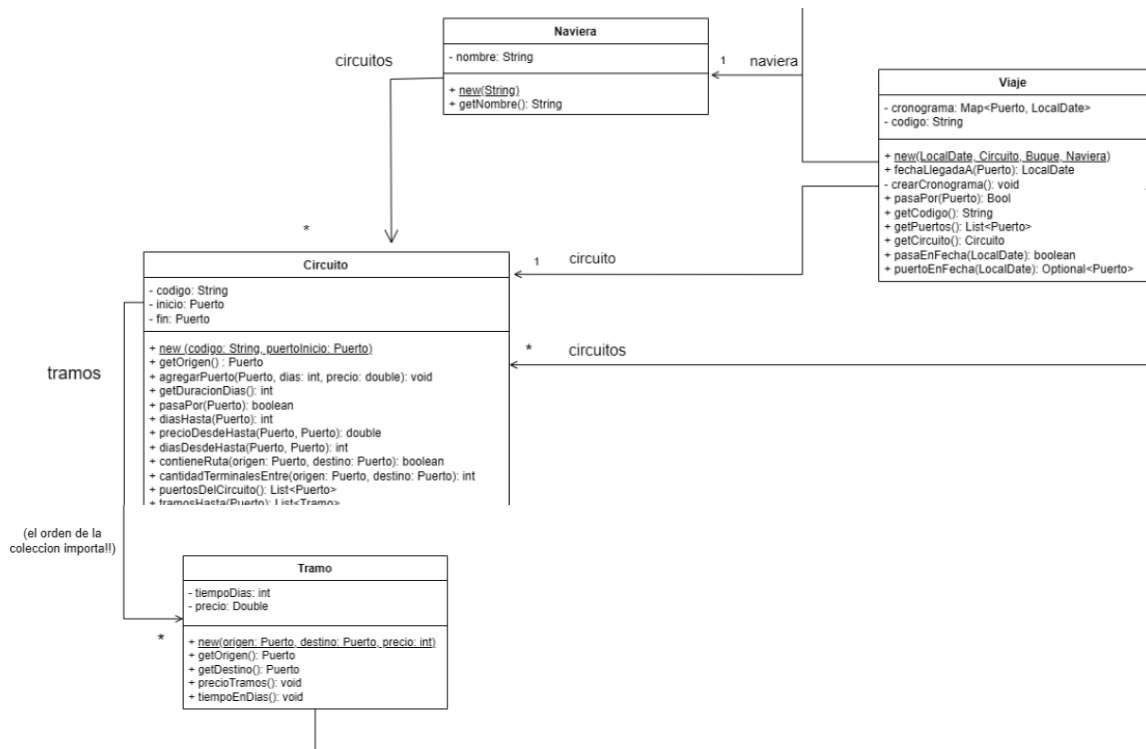 Naviera
- nombre: String
+ new(String)
+ getNombre(): String
circuitos
*
1
naviera
Viaje
- cronograma: Map<Puerto, LocalDate>
- codigo: String
+ new(LocalDate, Circuito, Buque, Naviera)
+ fechaLlegadaA(Puerto): LocalDate
- crearCronograma(): void
+ pasaPor(Puerto): Bool
+ getCodigo(): String
+ getPuertos(): List<Puerto>
+ getCircuito(): Circuito
+ pasaEnFecha(LocalDate): boolean
+ puertoEnFecha(LocalDate): Optional<Puerto>
1
circuito
*
circuitos
Circuito
- codigo: String
- inicio: Puerto
- fin: Puerto
+ new (codigo: String, puertoInicio: Puerto)
+ getOrigen() : Puerto
+ agregarPuerto(Puerto, dias: int, precio: double): void
+ getDuracionDias(): int
+ pasaPor(Puerto): boolean
+ diasHasta(Puerto): int
+ precioDesdeHasta(Puerto, Puerto): double
+ diasDesdeHasta(Puerto, Puerto): int
+ contieneRuta(origen: Puerto, destino: Puerto): boolean
+ cantidadTerminalesEntre(origen: Puerto, destino: Puerto): int
+ puertosDelCircuito(): List<Puerto>
+ tramosHasta(Puerto): List<Tramo>
tramos
(el orden de la
coleccion importa!!)
*
Tramo
- tiempoDias: int
- precio: Double
+ new(origen: Puerto, destino: Puerto, precio: int)
+ getOrigen(): Puerto
+ getDestino(): Puerto
+ precioTramos(): void
+ tiempoEnDias(): void